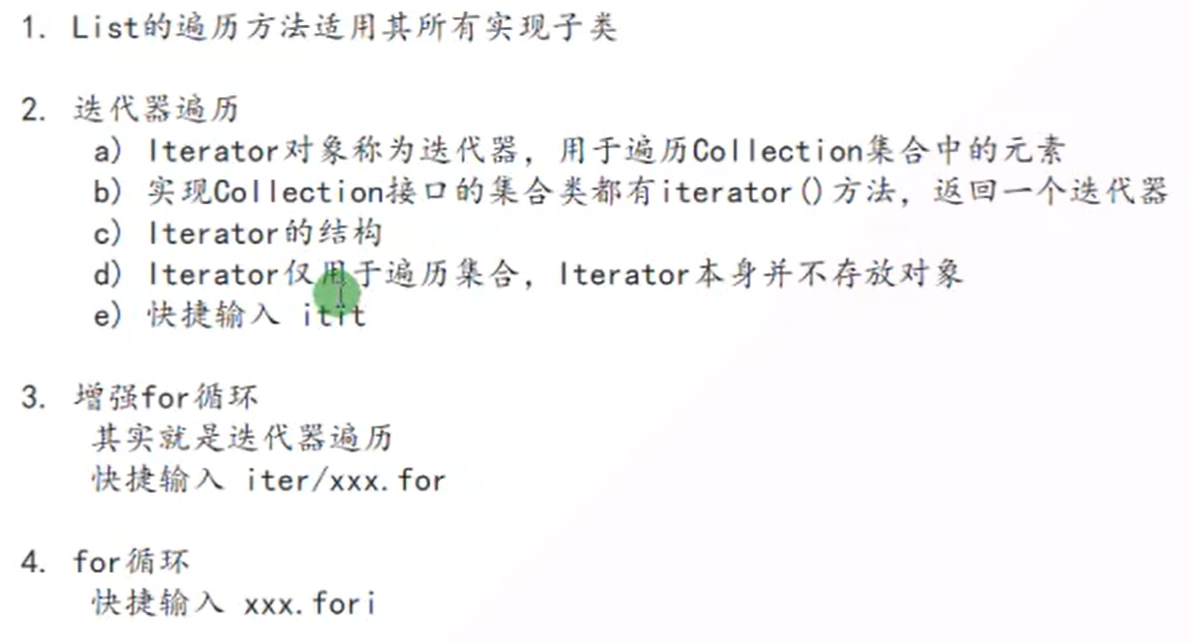 1. List的遍历方法适用其所有实现子类
2. 迭代器遍历
a) Iterator对象称为迭代器，用于遍历Collection集合中的元素
b) 实现Collection接口的集合类都有iterator()方法，返回一个迭代器
c) Iterator的结构
d) Iterator仅用于遍历集合，Iterator本身并不存放对象
e) 快捷输入 itit
3. 增强for循环
其实就是迭代器遍历
快捷输入 iter/xxx.for
4. for循环
快捷输入 xxx.fori